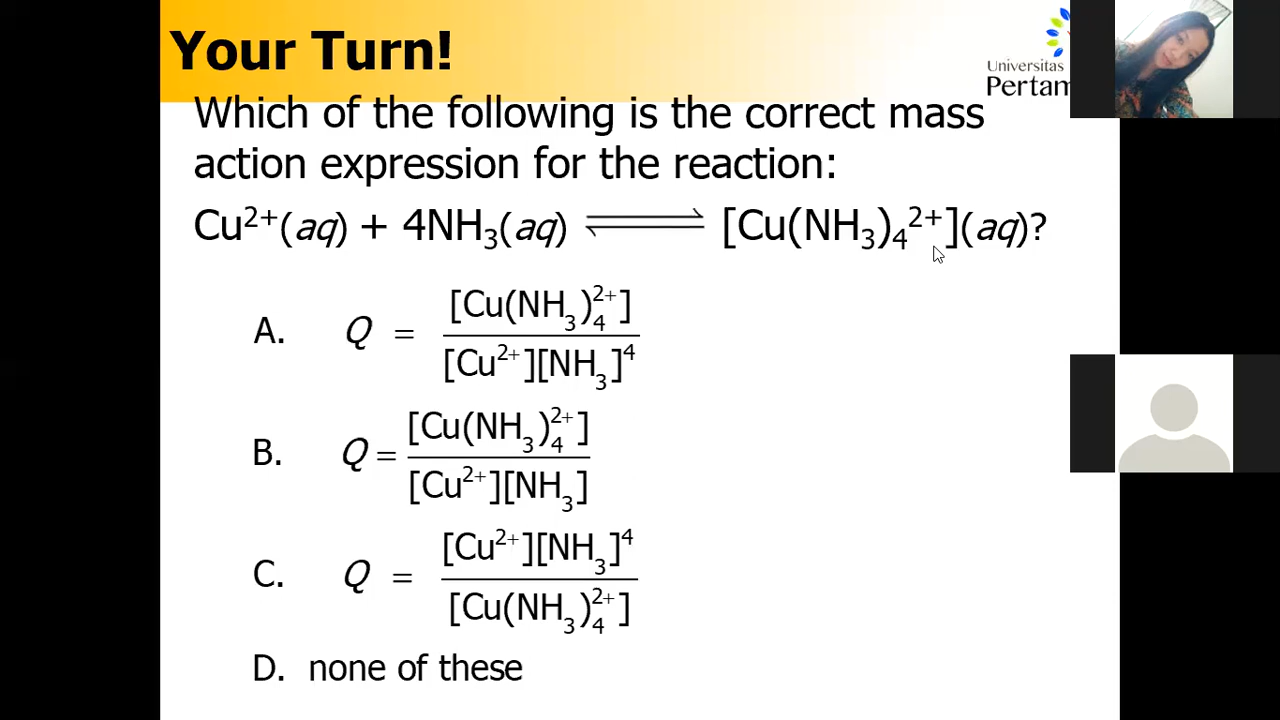 Your Turn!
Universitas
Pertam
Which of the following is the correct mass
action expression for the reaction:
Cu²⁺(aq) + 4NH₃(aq) ⇌ [Cu(NH₃)₄²⁺](aq)?
A. Q = [Cu(NH₃)₄²⁺] / [Cu²⁺][NH₃]⁴
B. Q = [Cu(NH₃)₄²⁺] / [Cu²⁺][NH₃]
C. Q = [Cu²⁺][NH₃]⁴ / [Cu(NH₃)₄²⁺]
D. none of these